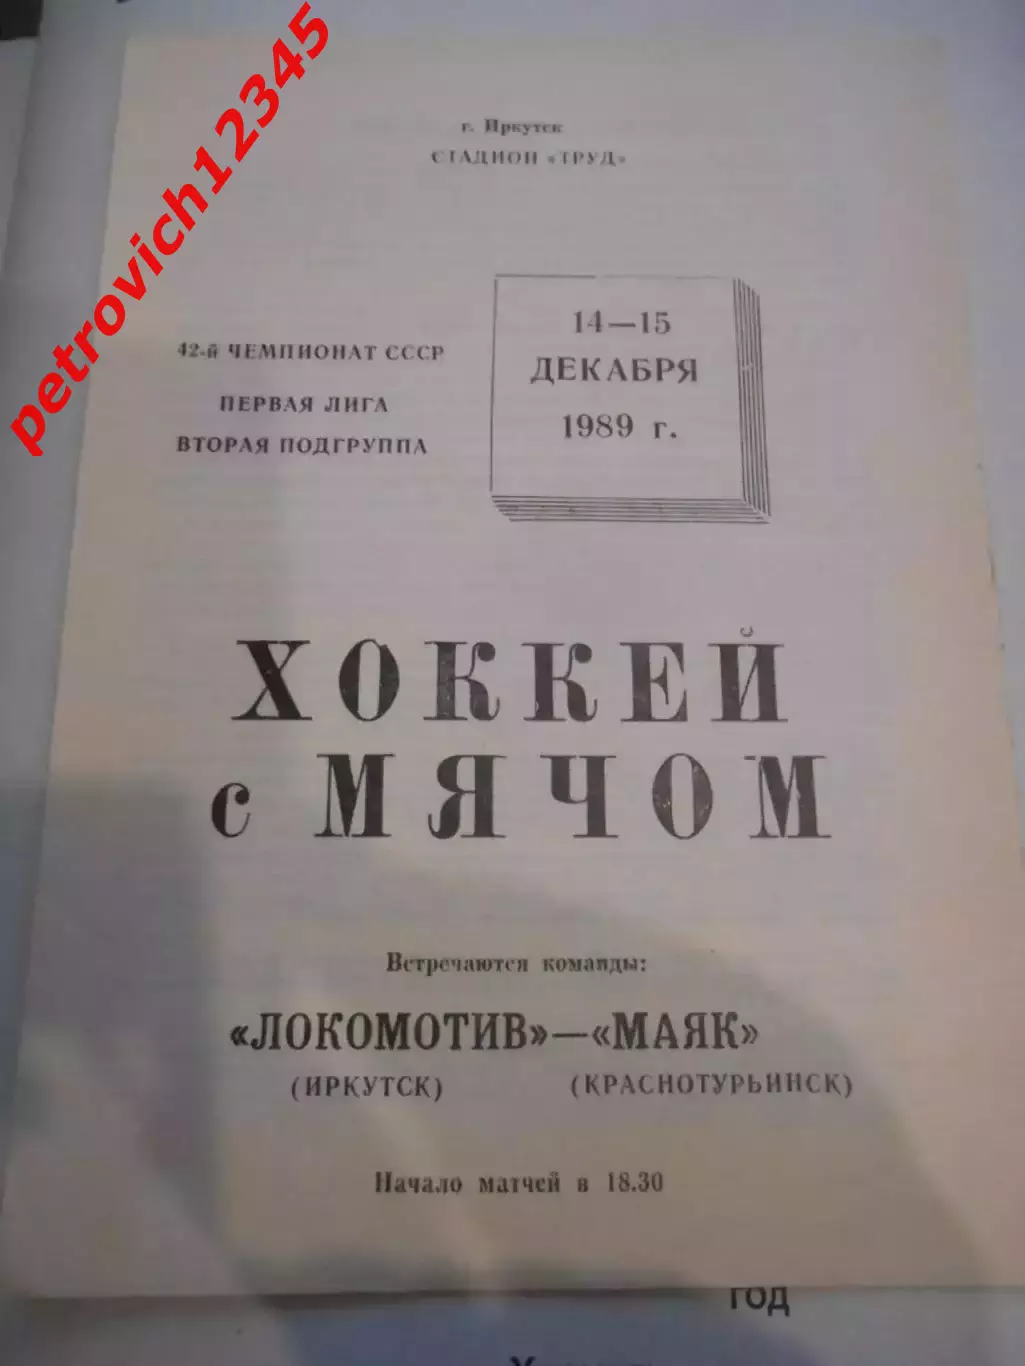 petrovich12345
г. Иркутск
СТАДИОН «ТРУД»
42-й ЧЕМПИОНАТ СССР
ПЕРВАЯ ЛИГА
ВТОРАЯ ПОДГРУППА
14—15
ДЕКАБРЯ
1989 г.
ХОККЕЙ
с МЯЧОМ
Встречаются команды:
«ЛОКОМОТИВ»—«МАЯК»
(ИРКУТСК) (КРАСНОТУРЬИНСК)
Начало матчей в 18.30
год